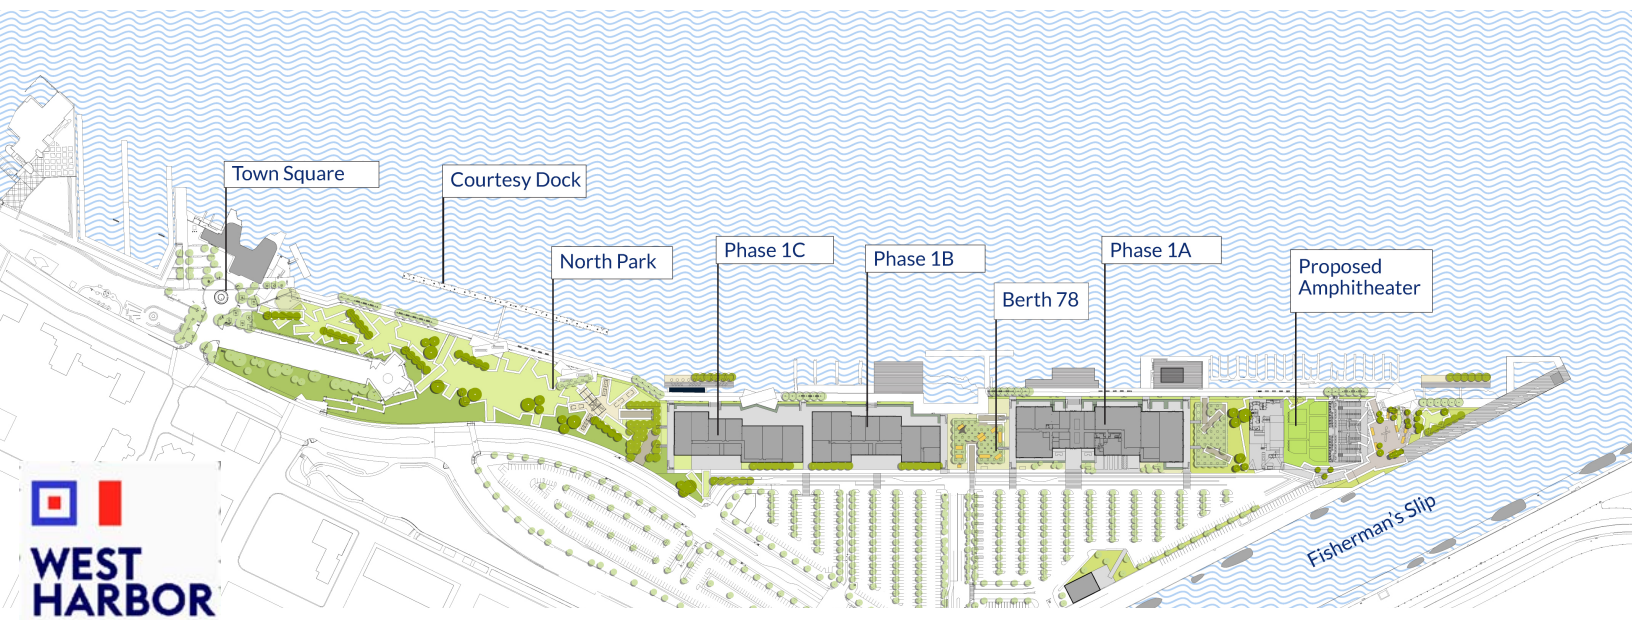 Town Square
Courtesy Dock
North Park
Phase 1C
Phase 1B
Berth 78
Phase 1A
Proposed
Amphitheater
Fisherman's Slip
WEST
HARBOR